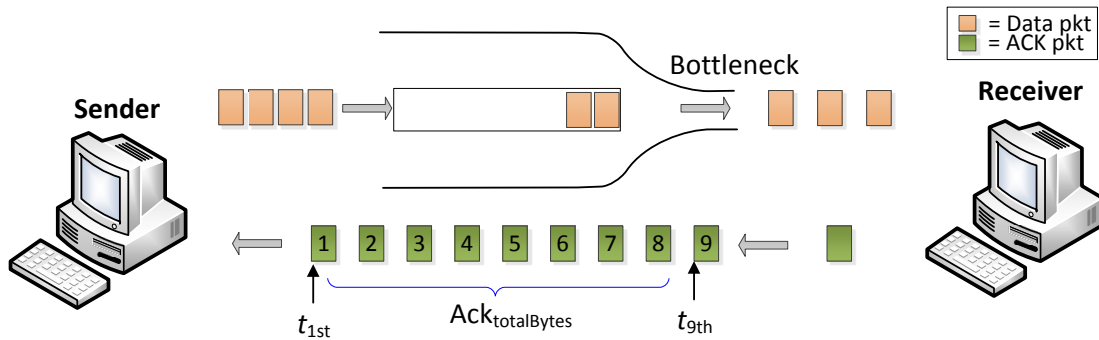 = Data pkt
= ACK pkt
Bottleneck
Sender
Receiver
1 2 3 4 5 6 7 8 9
t1st
AcktotalBytes
t9th